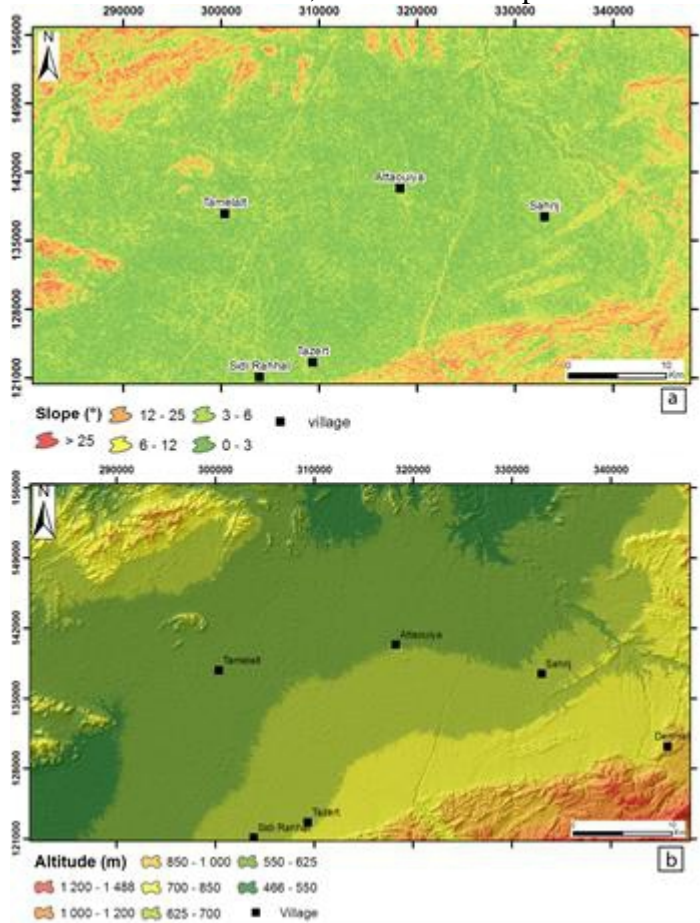 290000 300000 310000 320000 330000 340000
N
156000
149000
142000
135000
128000
121000
Attaouiya
Tamelalt
Sahrij
Tazert
Sidi Rahhal
0 10
Km
a
Slope (°) 12 - 25 3 - 6 village
> 25 6 - 12 0 - 3
290000 300000 310000 320000 330000 340000
N
156000
149000
142000
135000
128000
121000
Attaouiya
Tamelalt
Sahrij
Tazert
Sidi Rahhal
10
b
Altitude (m) 850 - 1 000 550 - 625
1 200 - 1 488 700 - 850 466 - 550
1 000 - 1 200 625 - 700 Village